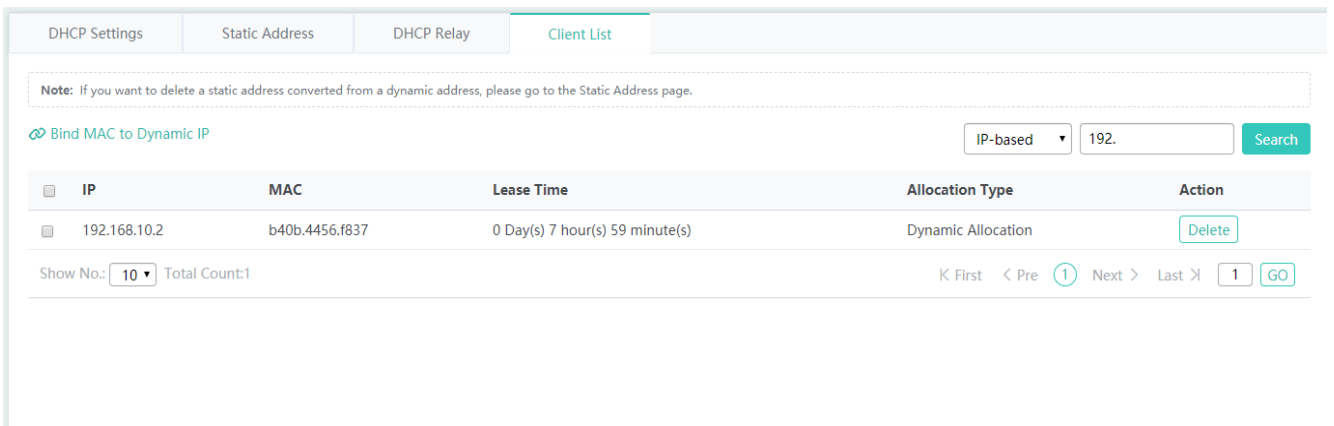 DHCP Settings Static Address DHCP Relay Client List
Note: If you want to delete a static address converted from a dynamic address, please go to the Static Address page.
Bind MAC to Dynamic IP IP-based 192. Search
IP MAC Lease Time Allocation Type Action
192.168.10.2 b40b.4456.f837 0 Day(s) 7 hour(s) 59 minute(s) Dynamic Allocation Delete
Show No.: 10 Total Count:1 First Pre 1 Next Last 1 GO